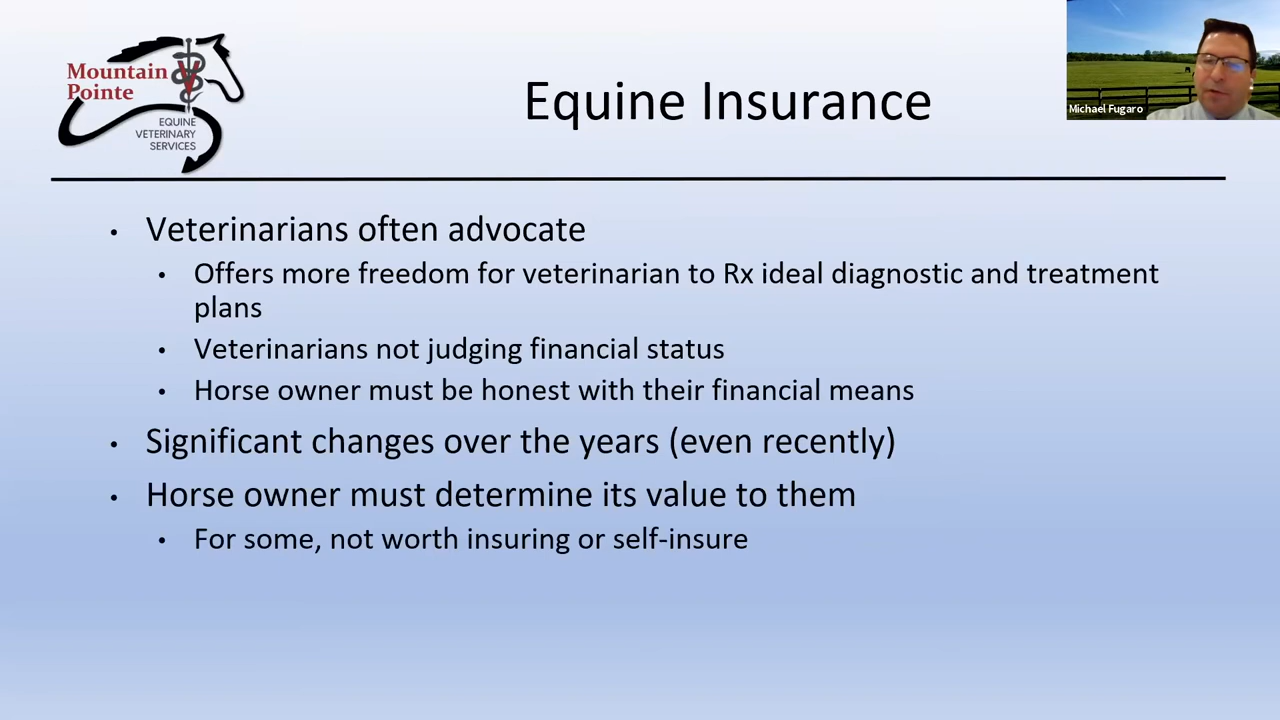 Mountain
Pointe
EQUINE
VETERINARY
SERVICES
Equine Insurance
Michael Fugaro
• Veterinarians often advocate
• Offers more freedom for veterinarian to Rx ideal diagnostic and treatment
plans
• Veterinarians not judging financial status
• Horse owner must be honest with their financial means
• Significant changes over the years (even recently)
• Horse owner must determine its value to them
• For some, not worth insuring or self-insure